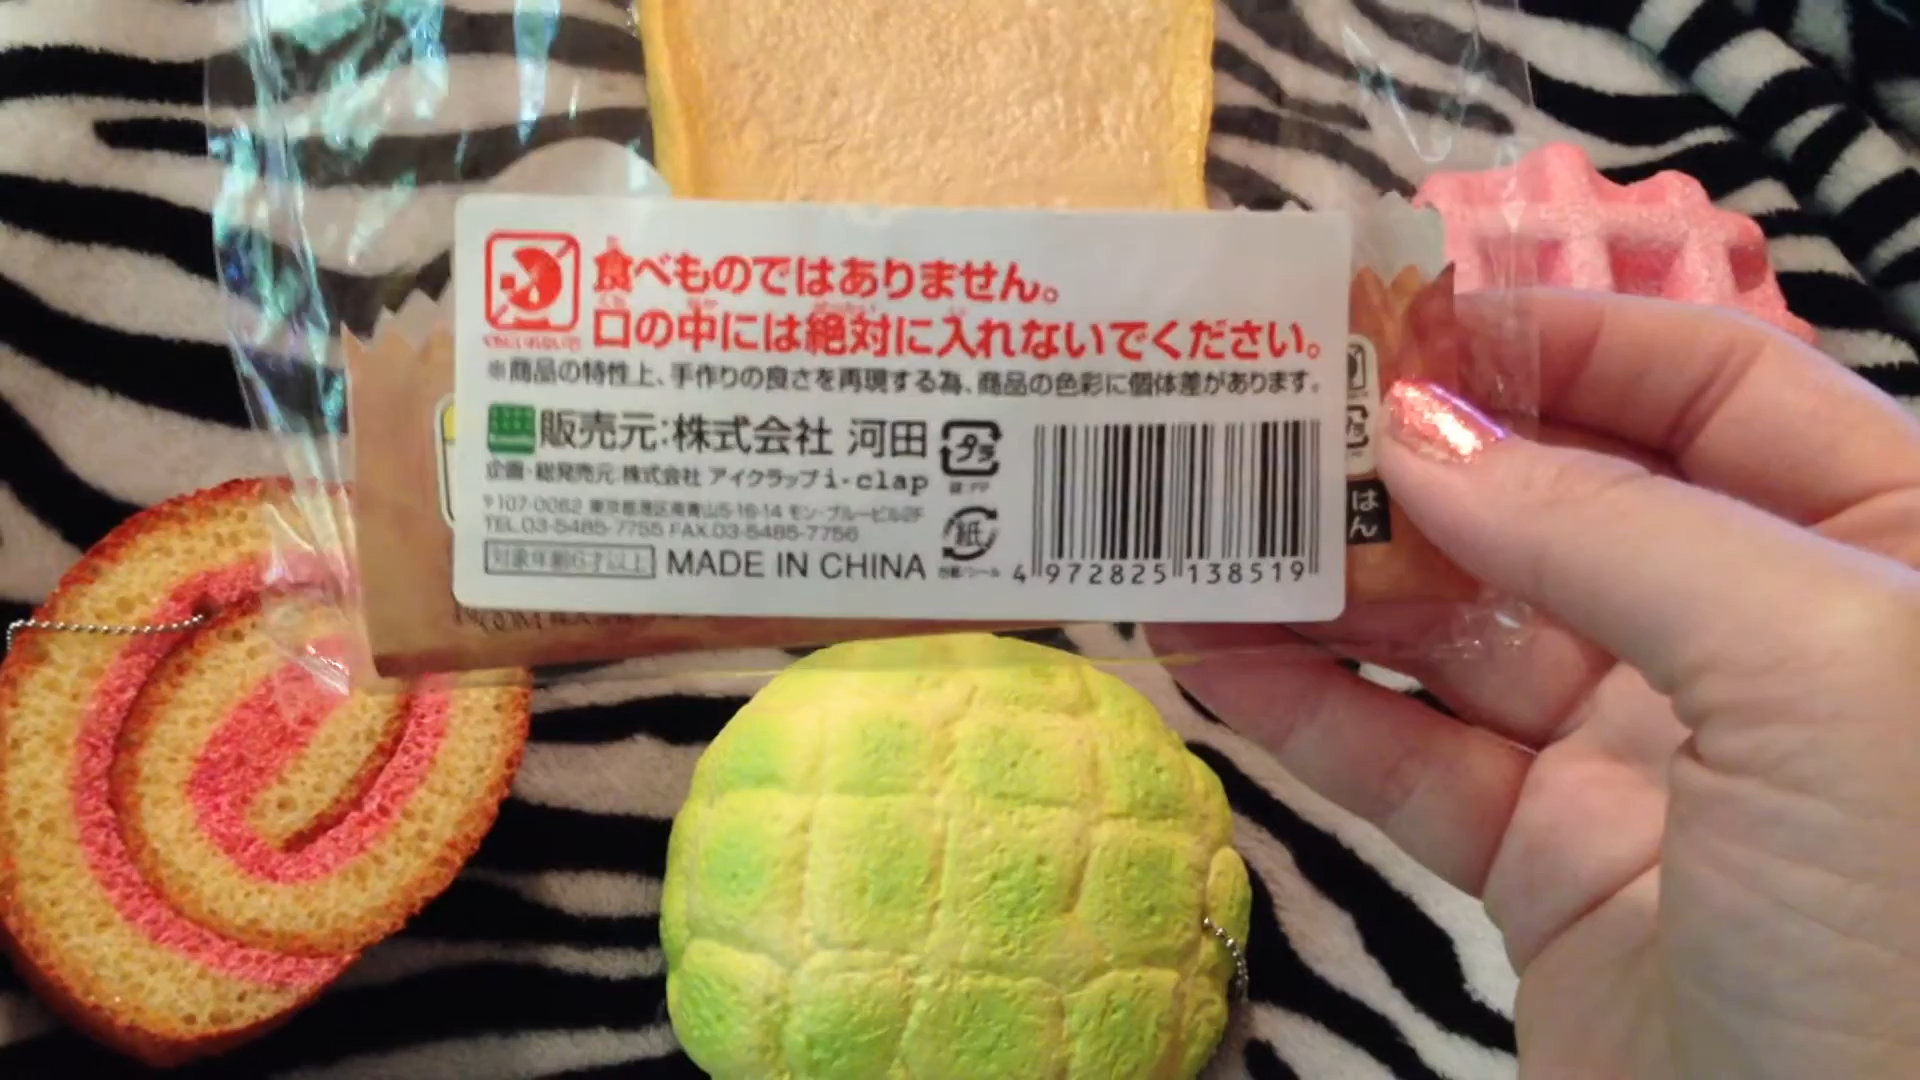 食べものではありません。
口の中には絶対に入れないでください。
※商品の特性上、手作りの良さを再現する為、商品の色彩に個体差があります。
販売元:株式会社 河田
プラ
企画・総発売元:株式会社 アイクラップ i-clap
〒107-0062 東京都港区南青山5-16-14 モン・ブルービル2F
TEL.03-5485-7755 FAX.03-5485-7756
紙
対象年齢6才以上 MADE IN CHINA
4 972825 138519
は
ん